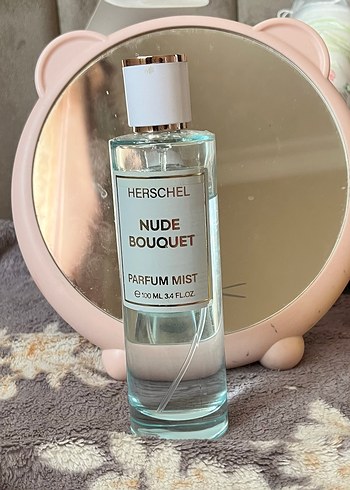 HERSCHEL
NUDE
BOUQUET
PARFUM MIST
℮ 100 ML 3.4 FL.OZ.